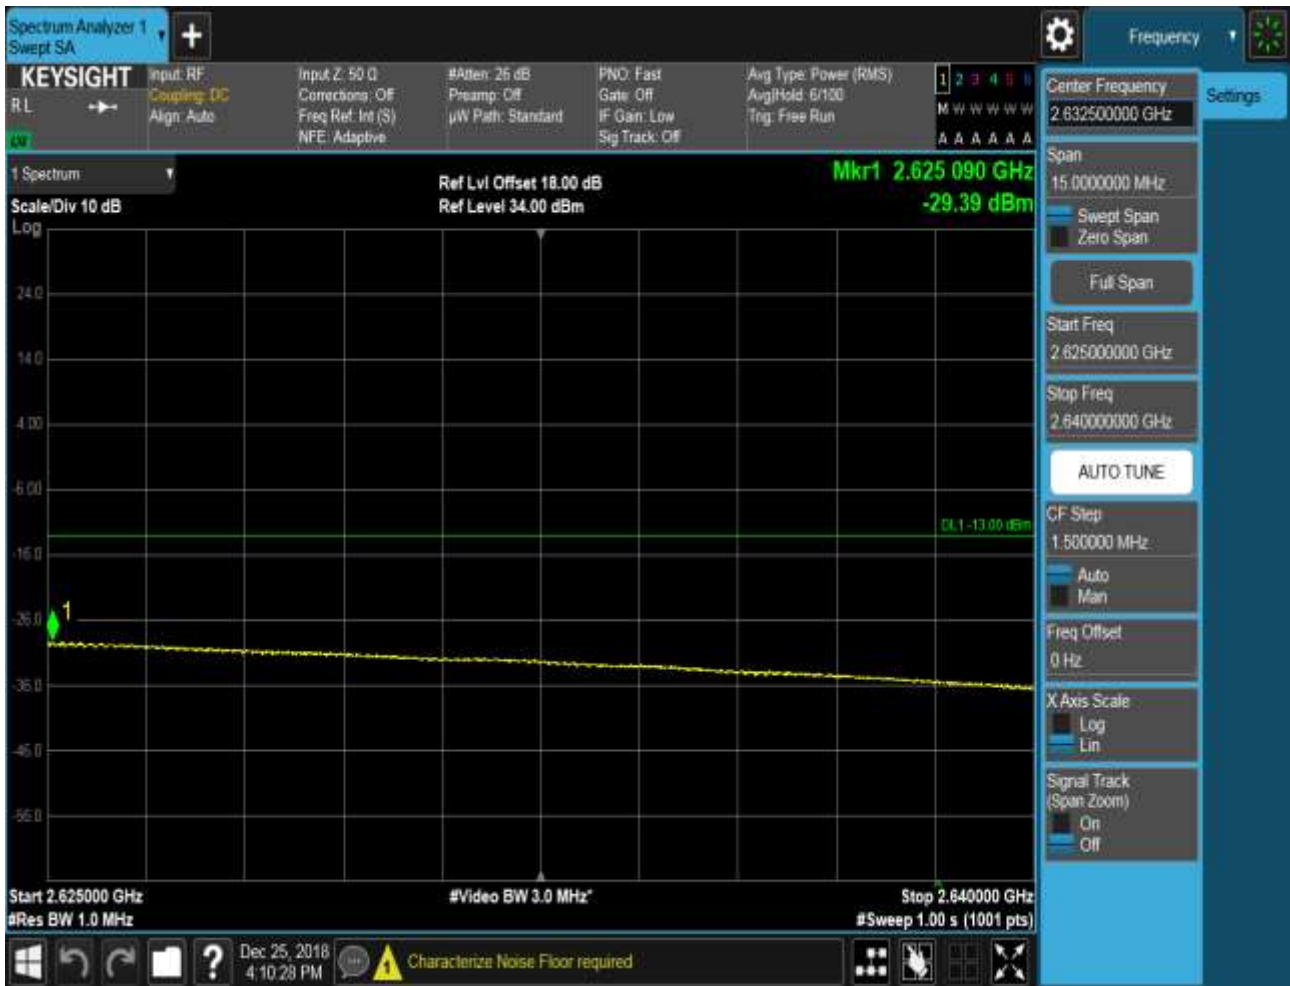 Spectrum Analyzer 1
Swept SA
Frequency
KEYSIGHT
RL
Input: RF
Coupling: DC
Align: Auto
Input Z: 50 Ω
Corrections: Off
Freq Ref: Int (S)
NFE: Adaptive
#Atten: 26 dB
Preamp: Off
µW Path: Standard
PNO: Fast
Gate: Off
IF Gain: Low
Sig Track: Off
Avg Type: Power (RMS)
Avg|Hold: 6/100
Trig: Free Run
1 2 3 4 5 6
M W W W W W
A A A A A A
1 Spectrum
Scale/Div 10 dB
Log
Ref Lvl Offset 18.00 dB
Ref Level 34.00 dBm
Mkr1 2.625 090 GHz
-29.39 dBm
24.0
14.0
4.00
-6.00
-16.0
-26.0
-36.0
-46.0
-56.0
DL1 -13.00 dBm
1
Start 2.625000 GHz
#Res BW 1.0 MHz
#Video BW 3.0 MHz*
Stop 2.640000 GHz
#Sweep 1.00 s (1001 pts)
Center Frequency
2.632500000 GHz
Settings
Span
15.0000000 MHz
Swept Span
Zero Span
Full Span
Start Freq
2.625000000 GHz
Stop Freq
2.640000000 GHz
AUTO TUNE
CF Step
1.500000 MHz
Auto
Man
Freq Offset
0 Hz
X Axis Scale
Log
Lin
Signal Track
(Span Zoom)
On
Off
?
Dec 25, 2018
4:10:28 PM
1
Characterize Noise Floor required